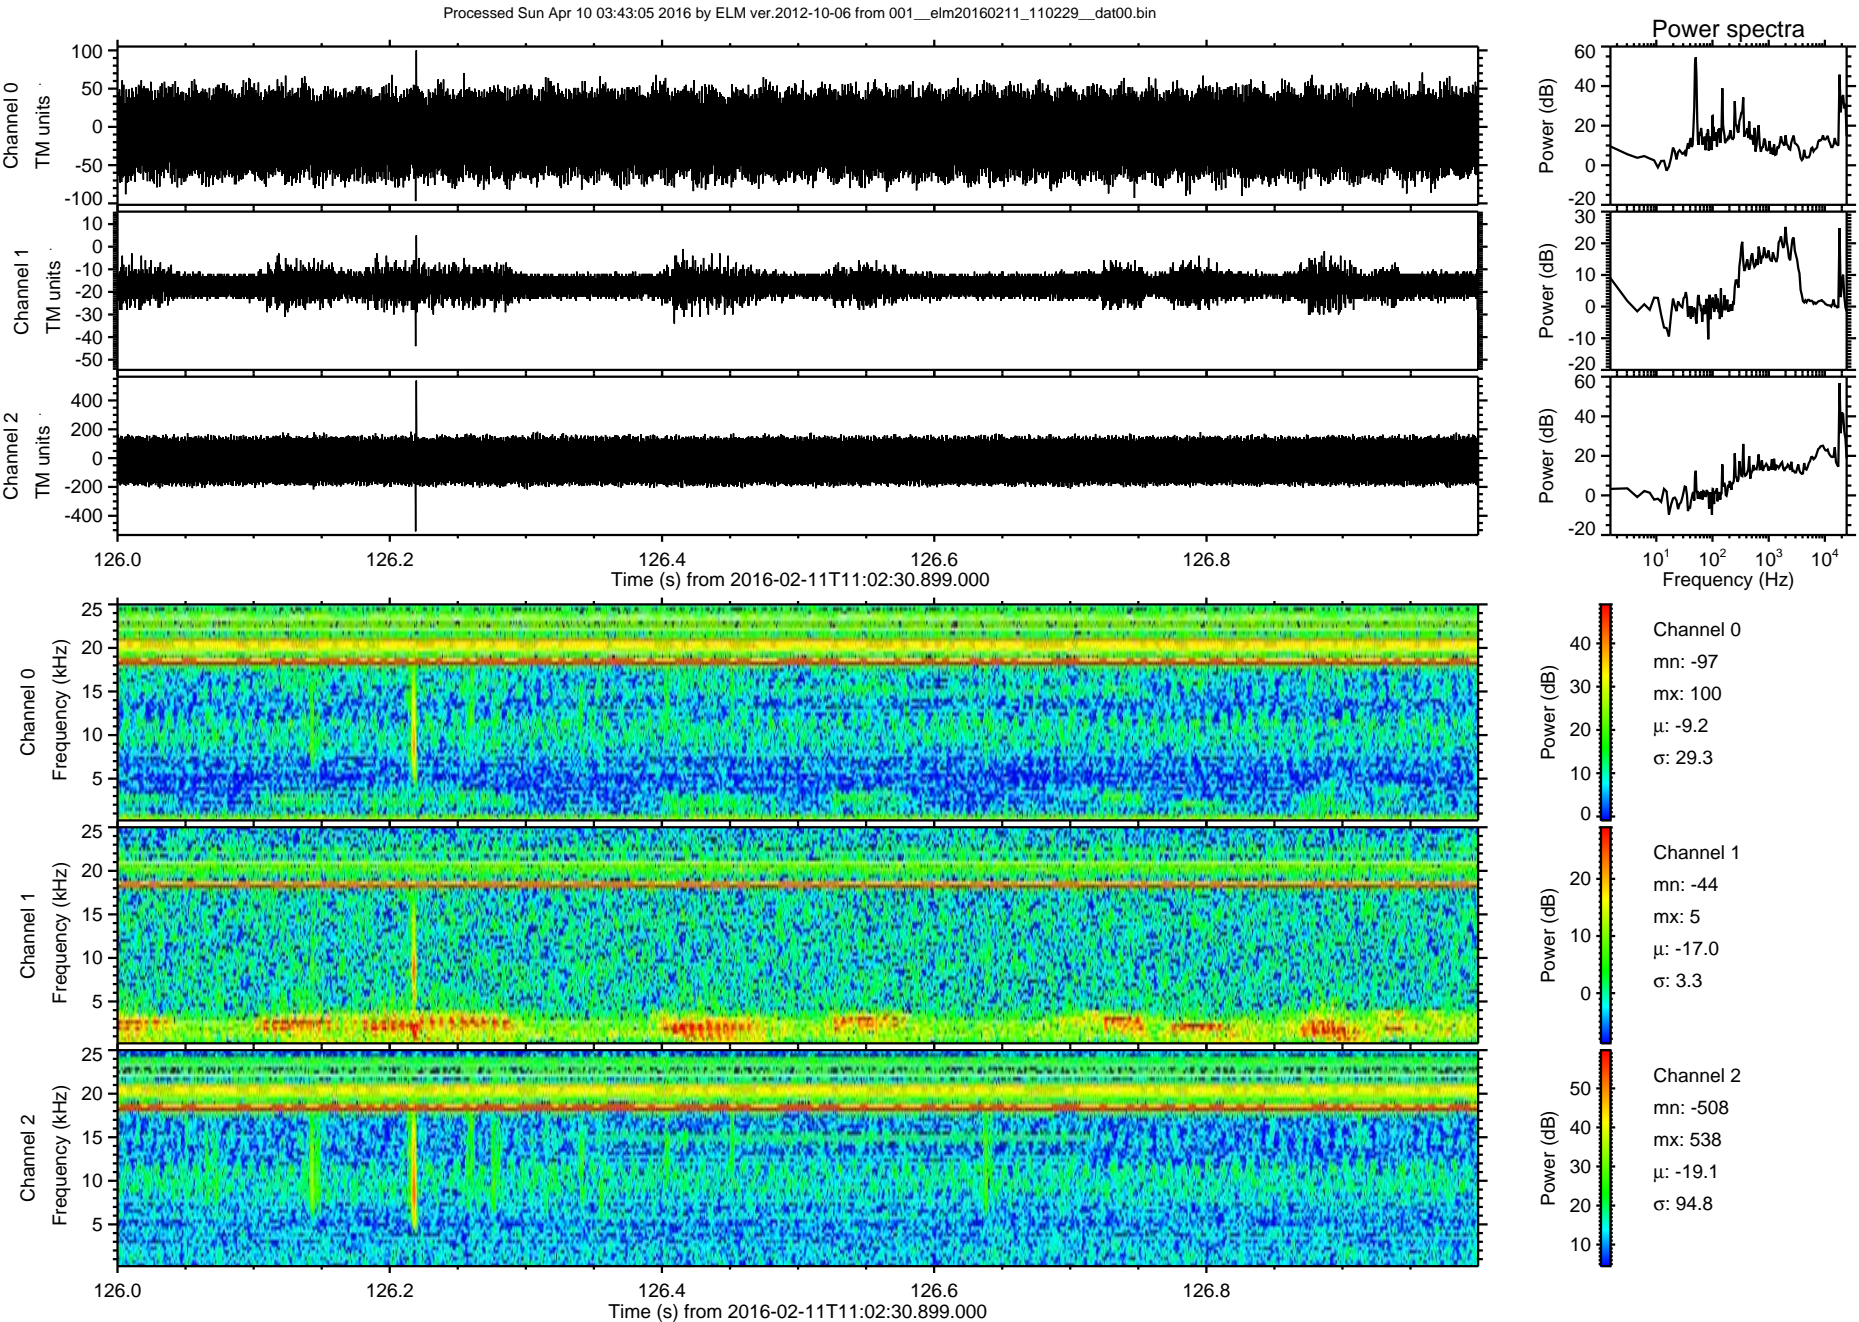 Processed Sun Apr 10 03:43:05 2016 by ELM ver.2012-10-06 from 001__elm20160211_110229__dat00.bin
Power spectra
Channel 0
TM units
100
50
0
-50
-100
Power (dB)
60
40
20
0
-20
Channel 1
TM units
10
0
-10
-20
-30
-40
-50
Power (dB)
30
20
10
0
-10
-20
Channel 2
TM units
400
200
0
-200
-400
Power (dB)
60
40
20
0
-20
126.0 126.2 126.4 126.6 126.8
Time (s) from 2016-02-11T11:02:30.899.000
10¹ 10² 10³ 10⁴
Frequency (Hz)
Channel 0
Frequency (kHz)
25
20
15
10
5
Power (dB)
40
30
20
10
0
Channel 0
mn: -97
mx: 100
μ: -9.2
σ: 29.3
Channel 1
Frequency (kHz)
25
20
15
10
5
Power (dB)
20
10
0
Channel 1
mn: -44
mx: 5
μ: -17.0
σ: 3.3
Channel 2
Frequency (kHz)
25
20
15
10
5
Power (dB)
50
40
30
20
10
Channel 2
mn: -508
mx: 538
μ: -19.1
σ: 94.8
126.0 126.2 126.4 126.6 126.8
Time (s) from 2016-02-11T11:02:30.899.000